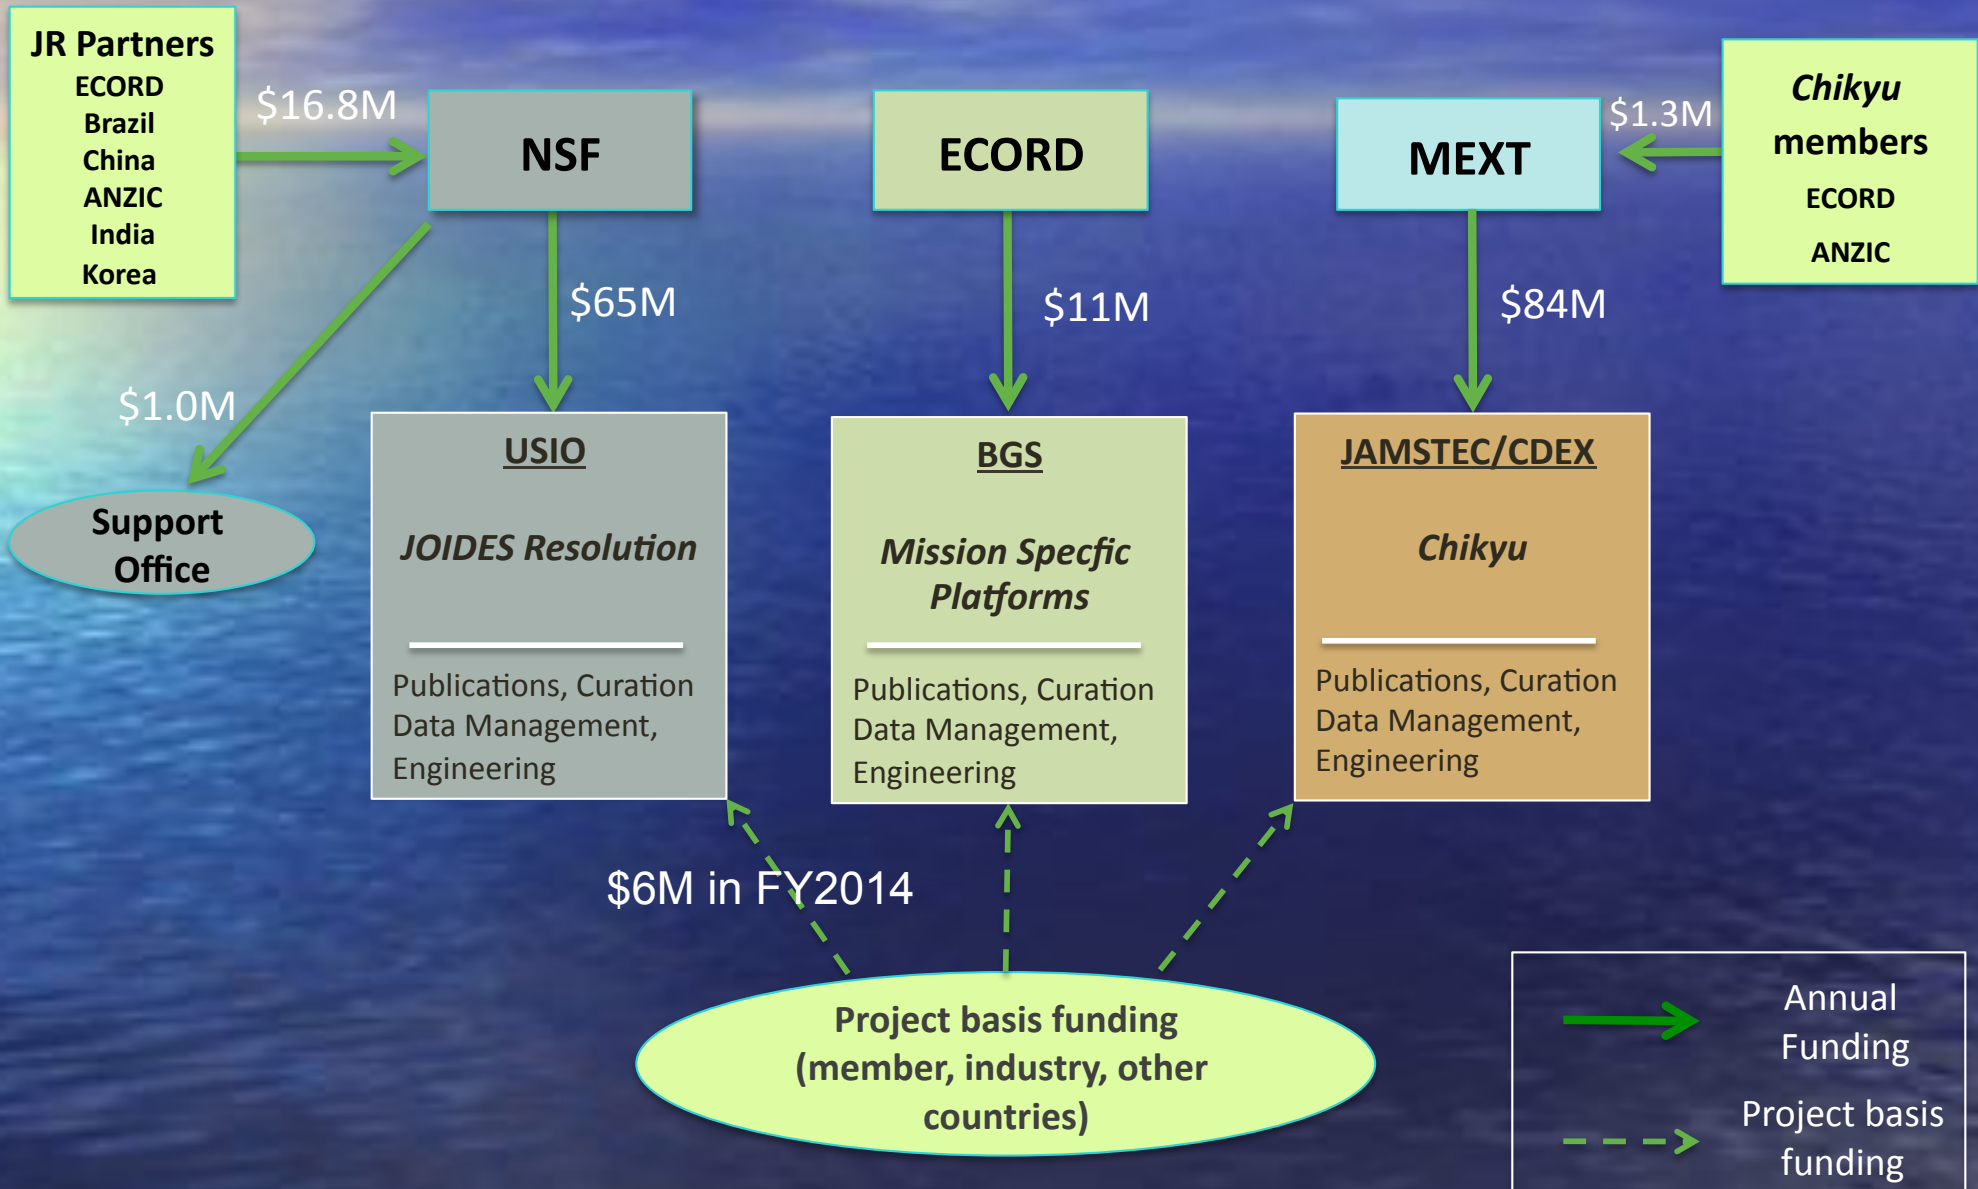 JR Partners
ECORD
Brazil
China
ANZIC
India
Korea
$16.8M
NSF
ECORD
MEXT
$1.3M
Chikyu
members
ECORD
ANZIC
$1.0M
$65M
$11M
$84M
Support
Office
USIO
JOIDES Resolution
Publications, Curation
Data Management,
Engineering
BGS
Mission Specfic
Platforms
Publications, Curation
Data Management,
Engineering
JAMSTEC/CDEX
Chikyu
Publications, Curation
Data Management,
Engineering
$6M in FY2014
Project basis funding
(member, industry, other
countries)
Annual
Funding
Project basis
funding